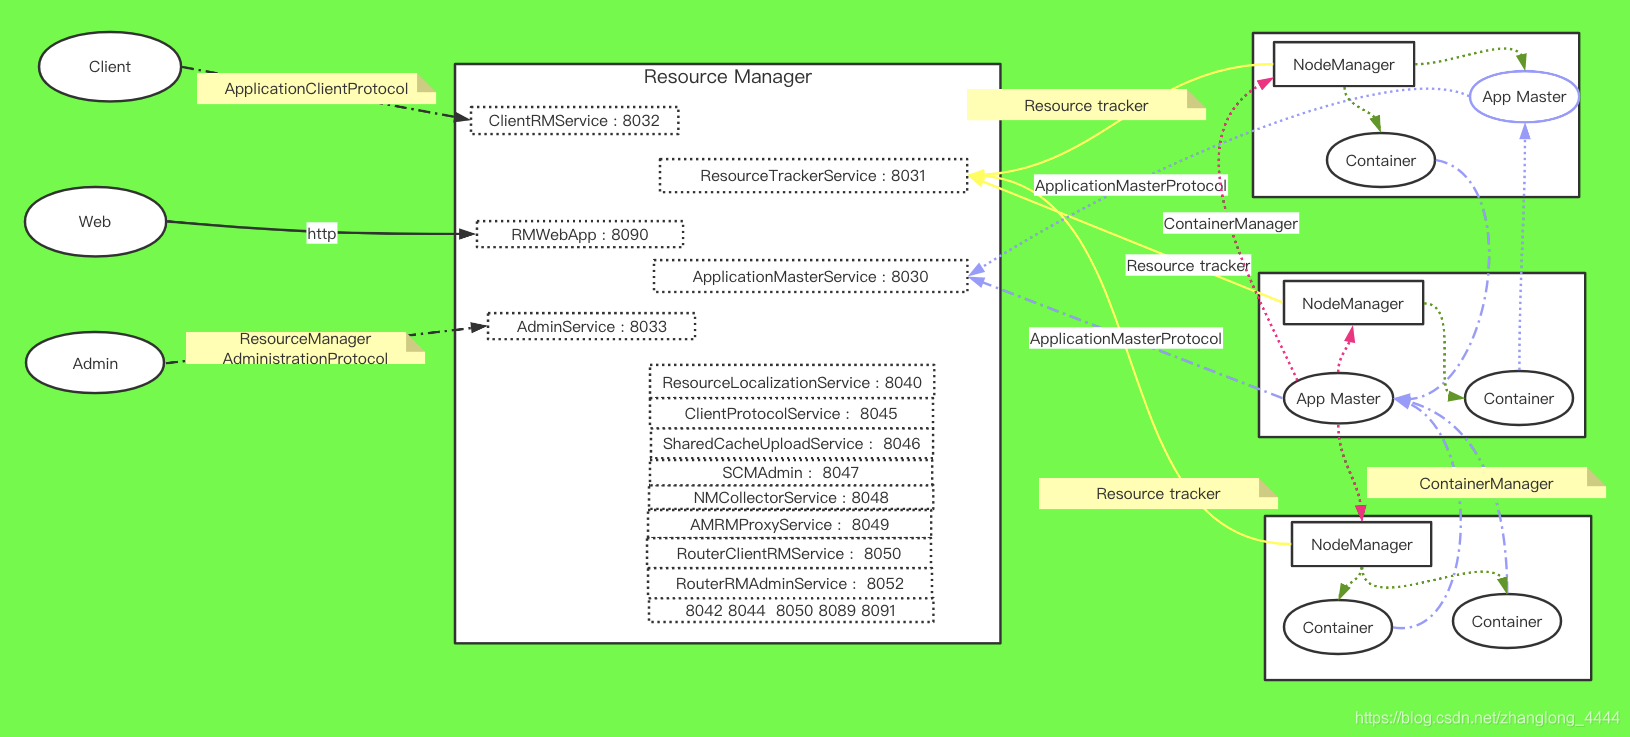 Client
ApplicationClientProtocol
Web
http
Admin
ResourceManager
AdministrationProtocol
Resource Manager
ClientRMService : 8032
ResourceTrackerService : 8031
RMWebApp : 8090
ApplicationMasterService : 8030
AdminService : 8033
ResourceLocalizationService : 8040
ClientProtocolService : 8045
SharedCacheUploadService : 8046
SCMAdmin : 8047
NMCollectorService : 8048
AMRMProxyService : 8049
RouterClientRMService : 8050
RouterRMAdminService : 8052
8042 8044 8050 8089 8091
Resource tracker
ApplicationMasterProtocol
ContainerManager
Resource tracker
ApplicationMasterProtocol
Resource tracker
NodeManager
App Master
Container
NodeManager
App Master
Container
ContainerManager
NodeManager
Container
Container
https://blog.csdn.net/zhanglong_4444